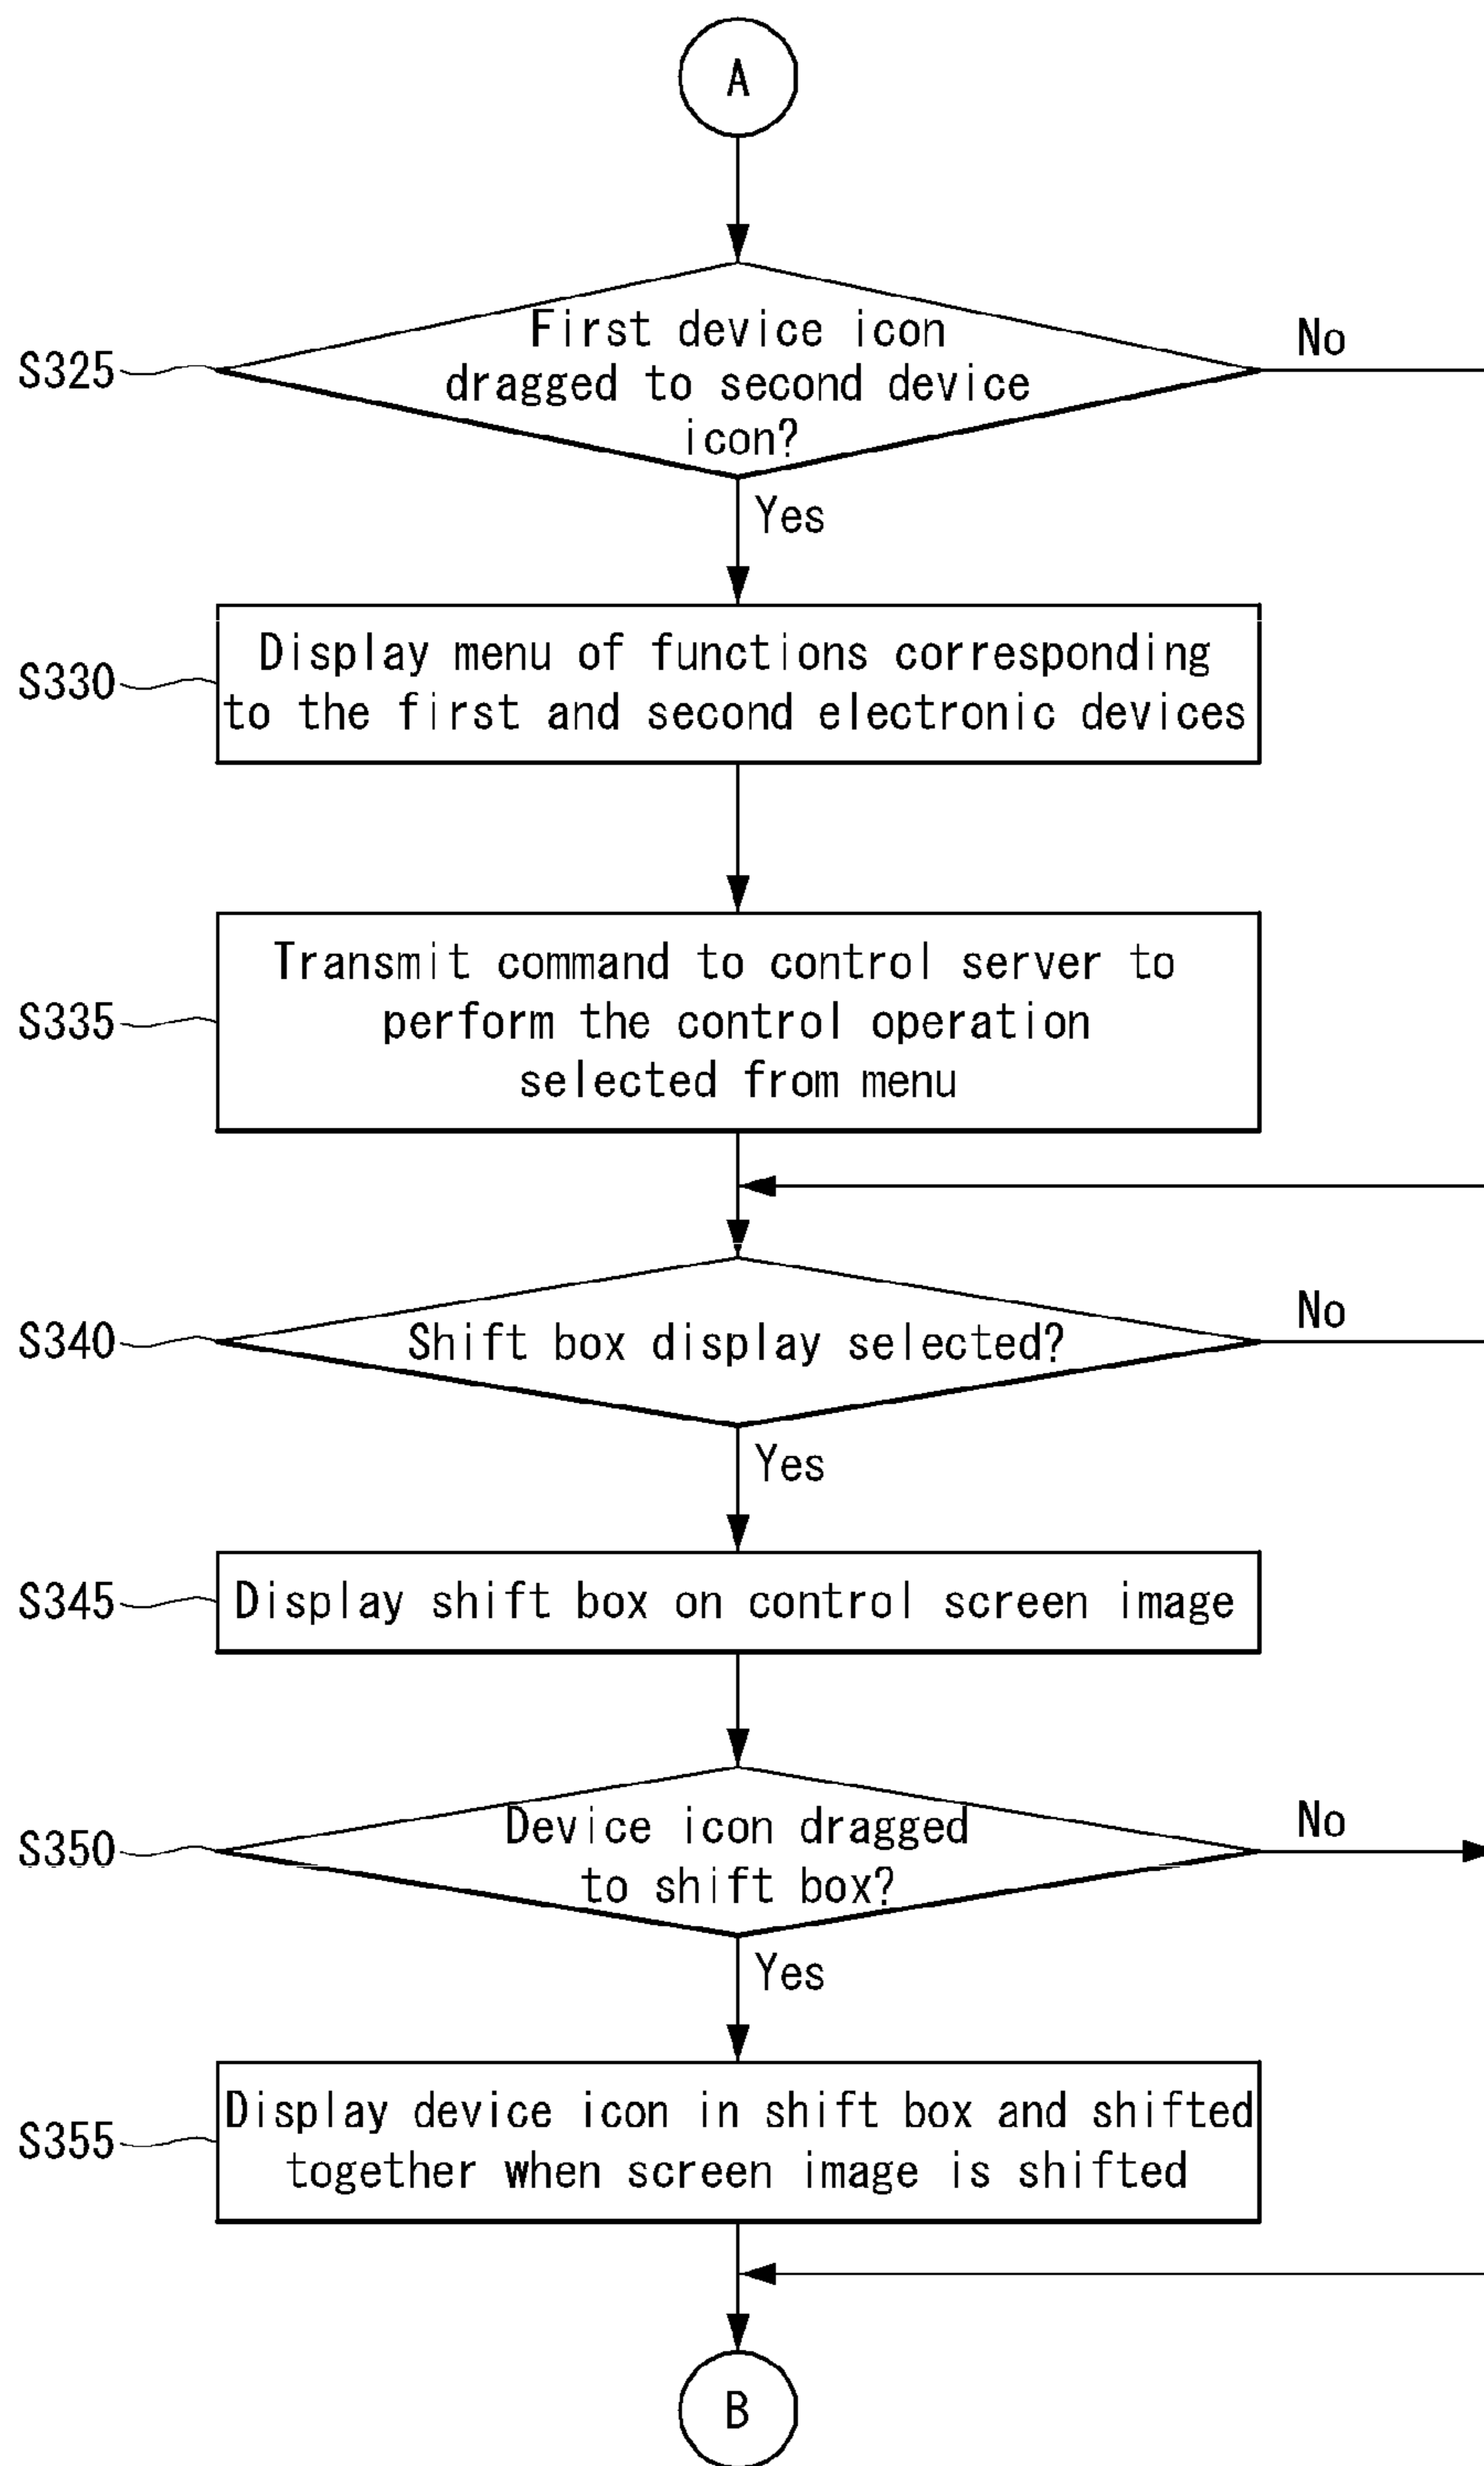 A
First device icon
dragged to second device
icon?
No
S325
Yes
Display menu of functions corresponding
to the first and second electronic devices
S330
Transmit command to control server to
perform the control operation
selected from menu
S335
No
Shift box display selected?
S340
Yes
Display shift box on control screen image
S345
No
Device icon dragged
to shift box?
S350
Yes
Display device icon in shift box and shifted
together when screen image is shifted
S355
B